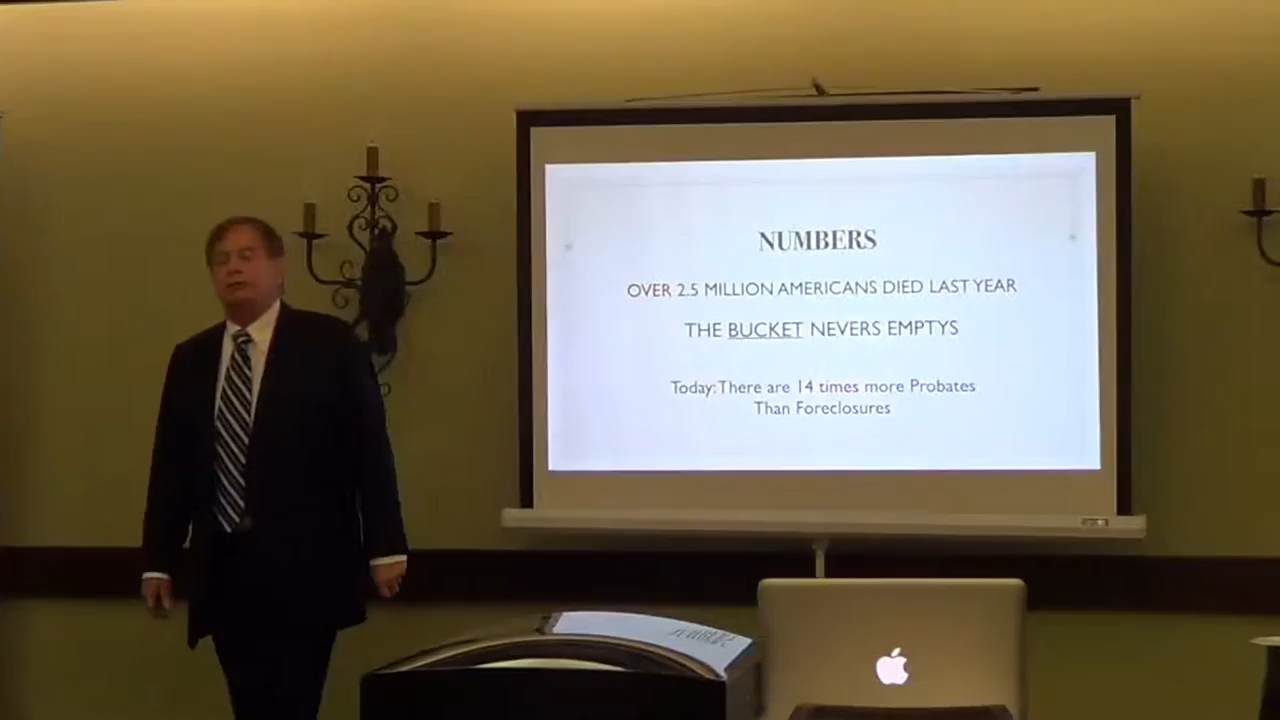 NUMBERS
OVER 2.5 MILLION AMERICANS DIED LAST YEAR
THE BUCKET NEVERS EMPTYS
Today: There are 14 times more Probates
Than Foreclosures